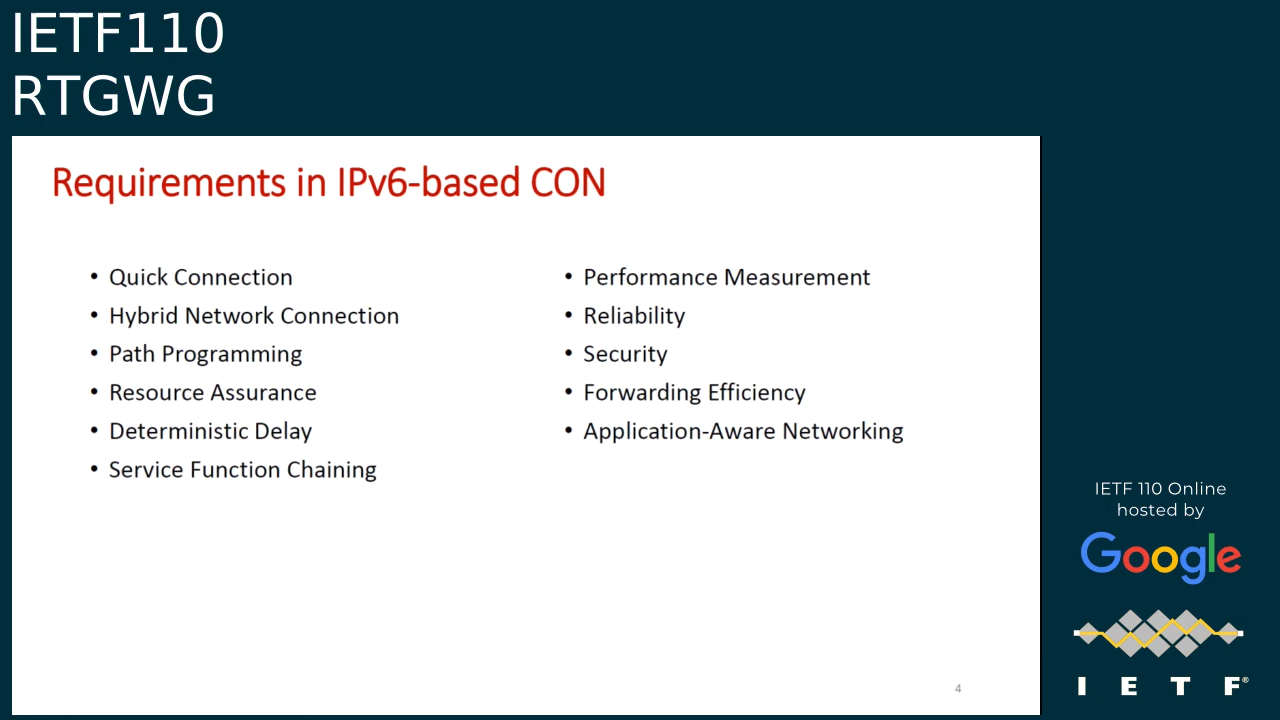 IETF110
RTGWG
Requirements in IPv6-based CON
• Quick Connection
• Hybrid Network Connection
• Path Programming
• Resource Assurance
• Deterministic Delay
• Service Function Chaining
• Performance Measurement
• Reliability
• Security
• Forwarding Efficiency
• Application-Aware Networking
4
IETF 110 Online
hosted by
Google
I E T F®